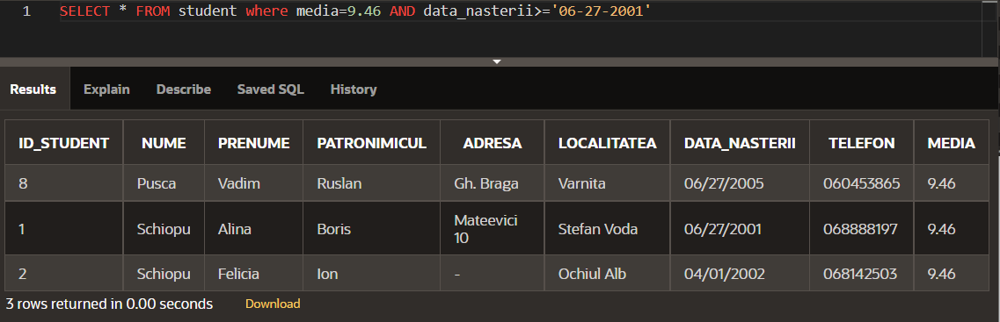 1 SELECT * FROM student where media=9.46 AND data_nasterii>='06-27-2001'
Results Explain Describe Saved SQL History
ID_STUDENT NUME PRENUME PATRONIMICUL ADRESA LOCALITATEA DATA_NASTERII TELEFON MEDIA
8 Pusca Vadim Ruslan Gh. Braga Varnita 06/27/2005 060453865 9.46
1 Schiopu Alina Boris Mateevici 10 Stefan Voda 06/27/2001 068888197 9.46
2 Schiopu Felicia Ion - Ochiul Alb 04/01/2002 068142503 9.46
3 rows returned in 0.00 seconds Download